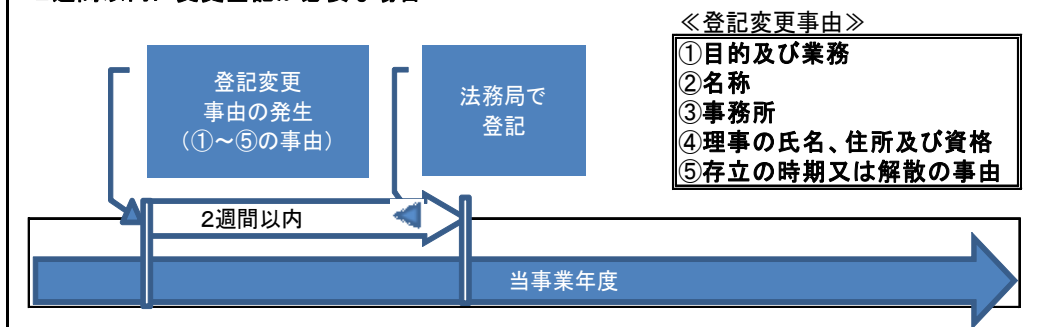 ≪登記変更事由≫
①目的及び業務
②名称
③事務所
④理事の氏名、住所及び資格
⑤存立の時期又は解散の事由
登記変更
事由の発生
(①～⑤の事由)
法務局で
登記
2週間以内
当事業年度